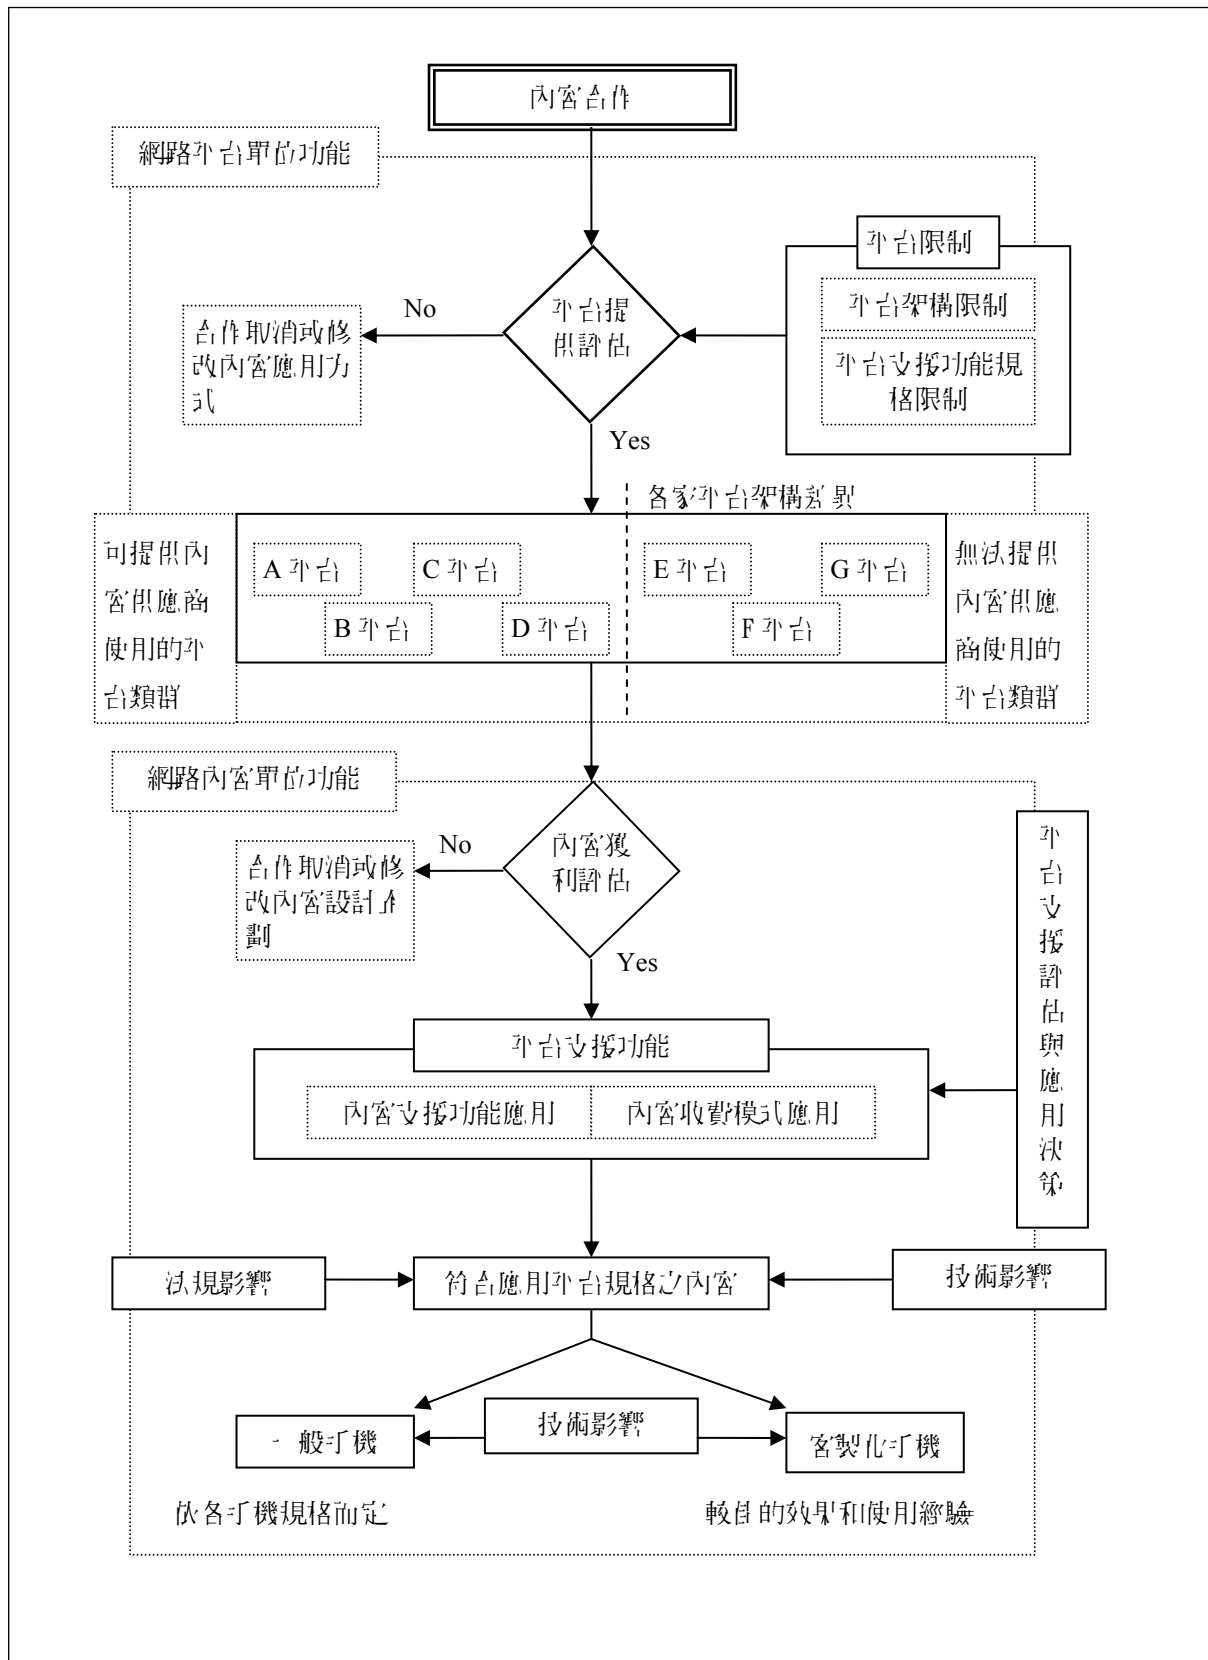 內容合作
網路平台單位功能
平台限制
平台架構限制
平台支援功能規
格限制
平台提
供評估
No
合作取消或修
改內容應用方
式
Yes
各家平台架構差異
可提供內
容供應商
使用的平
台類群
A 平台
C 平台
E 平台
G 平台
B 平台
D 平台
F 平台
無法提供
內容供應
商使用的
平台類群
網路內容單位功能
內容獲
利評估
No
合作取消或修
改內容設計企
劃
Yes
平台支援評估與應用決策
平台支援功能
內容支援功能應用
內容收費模式應用
法規影響
符合應用平台規格之內容
技術影響
一般手機
技術影響
客製化手機
依各手機規格而定
較佳的效果和使用經驗